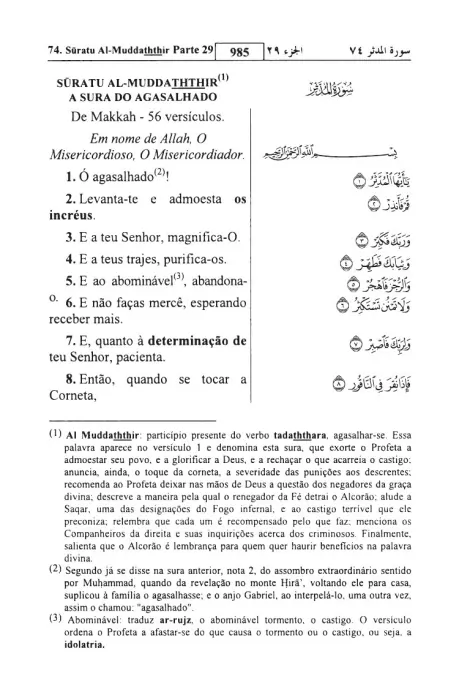 74. Sūratu Al-Muddaththir Parte 29 985 الجزء ٢٩ سورة المدثر ٧٤
SŪRATU AL-MUDDATHTHIR(1)
A SURA DO AGASALHADO
سُورَةُ المُدَّثِّرِ
De Makkah - 56 versículos.
Em nome de Allah, O
Misericordioso, O Misericordiador.
بِسْمِ اللَّهِ الرَّحْمَٰنِ الرَّحِيمِ
1. Ó agasalhado(2)!
يَٰٓأَيُّهَا ٱلْمُدَّثِّرُ ١
2. Levanta-te e admoesta os
incréus.
قُمْ فَأَنذِرْ ٢
3. E a teu Senhor, magnifica-O.
وَرَبَّكَ فَكَبِّرْ ٣
4. E a teus trajes, purifica-os.
وَثِيَابَكَ فَطَهِّرْ ٤
5. E ao abominável(3), abandona-
o.
وَٱلرُّجْزَ فَٱهْجُرْ ٥
6. E não faças mercê, esperando
receber mais.
وَلَا تَمْنُن تَسْتَكْثِرُ ٦
7. E, quanto à determinação de
teu Senhor, pacienta.
وَلِرَبِّكَ فَٱصْبِرْ ٧
8. Então, quando se tocar a
Corneta,
فَإِذَا نُقِرَ فِى ٱلنَّاقُورِ ٨
(1) Al Muddaththir: particípio presente do verbo tadaththara, agasalhar-se. Essa
palavra aparece no versículo 1 e denomina esta sura, que exorte o Profeta a
admoestar seu povo, e a glorificar a Deus, e a rechaçar o que acarreia o castigo;
anuncia, ainda, o toque da corneta, a severidade das punições aos descrentes;
recomenda ao Profeta deixar nas mãos de Deus a questão dos negadores da graça
divina; descreve a maneira pela qual o renegador da Fé detrai o Alcorão; alude a
Saqar, uma das designações do Fogo infernal, e ao castigo terrível que ele
preconiza; relembra que cada um é recompensado pelo que faz; menciona os
Companheiros da direita e suas inquirições acerca dos criminosos. Finalmente,
salienta que o Alcorão é lembrança para quem quer haurir benefícios na palavra
divina.
(2) Segundo já se disse na sura anterior, nota 2, do assombro extraordinário sentido
por Muḥammad, quando da revelação no monte Ḥirā', voltando ele para casa,
suplicou à família o agasalhasse; e o anjo Gabriel, ao interpelá-lo, uma outra vez,
assim o chamou: "agasalhado".
(3) Abominável: traduz ar-rujz, o abominável tormento, o castigo. O versículo
ordena o Profeta a afastar-se do que causa o tormento ou o castigo, ou seja, a
idolatria.